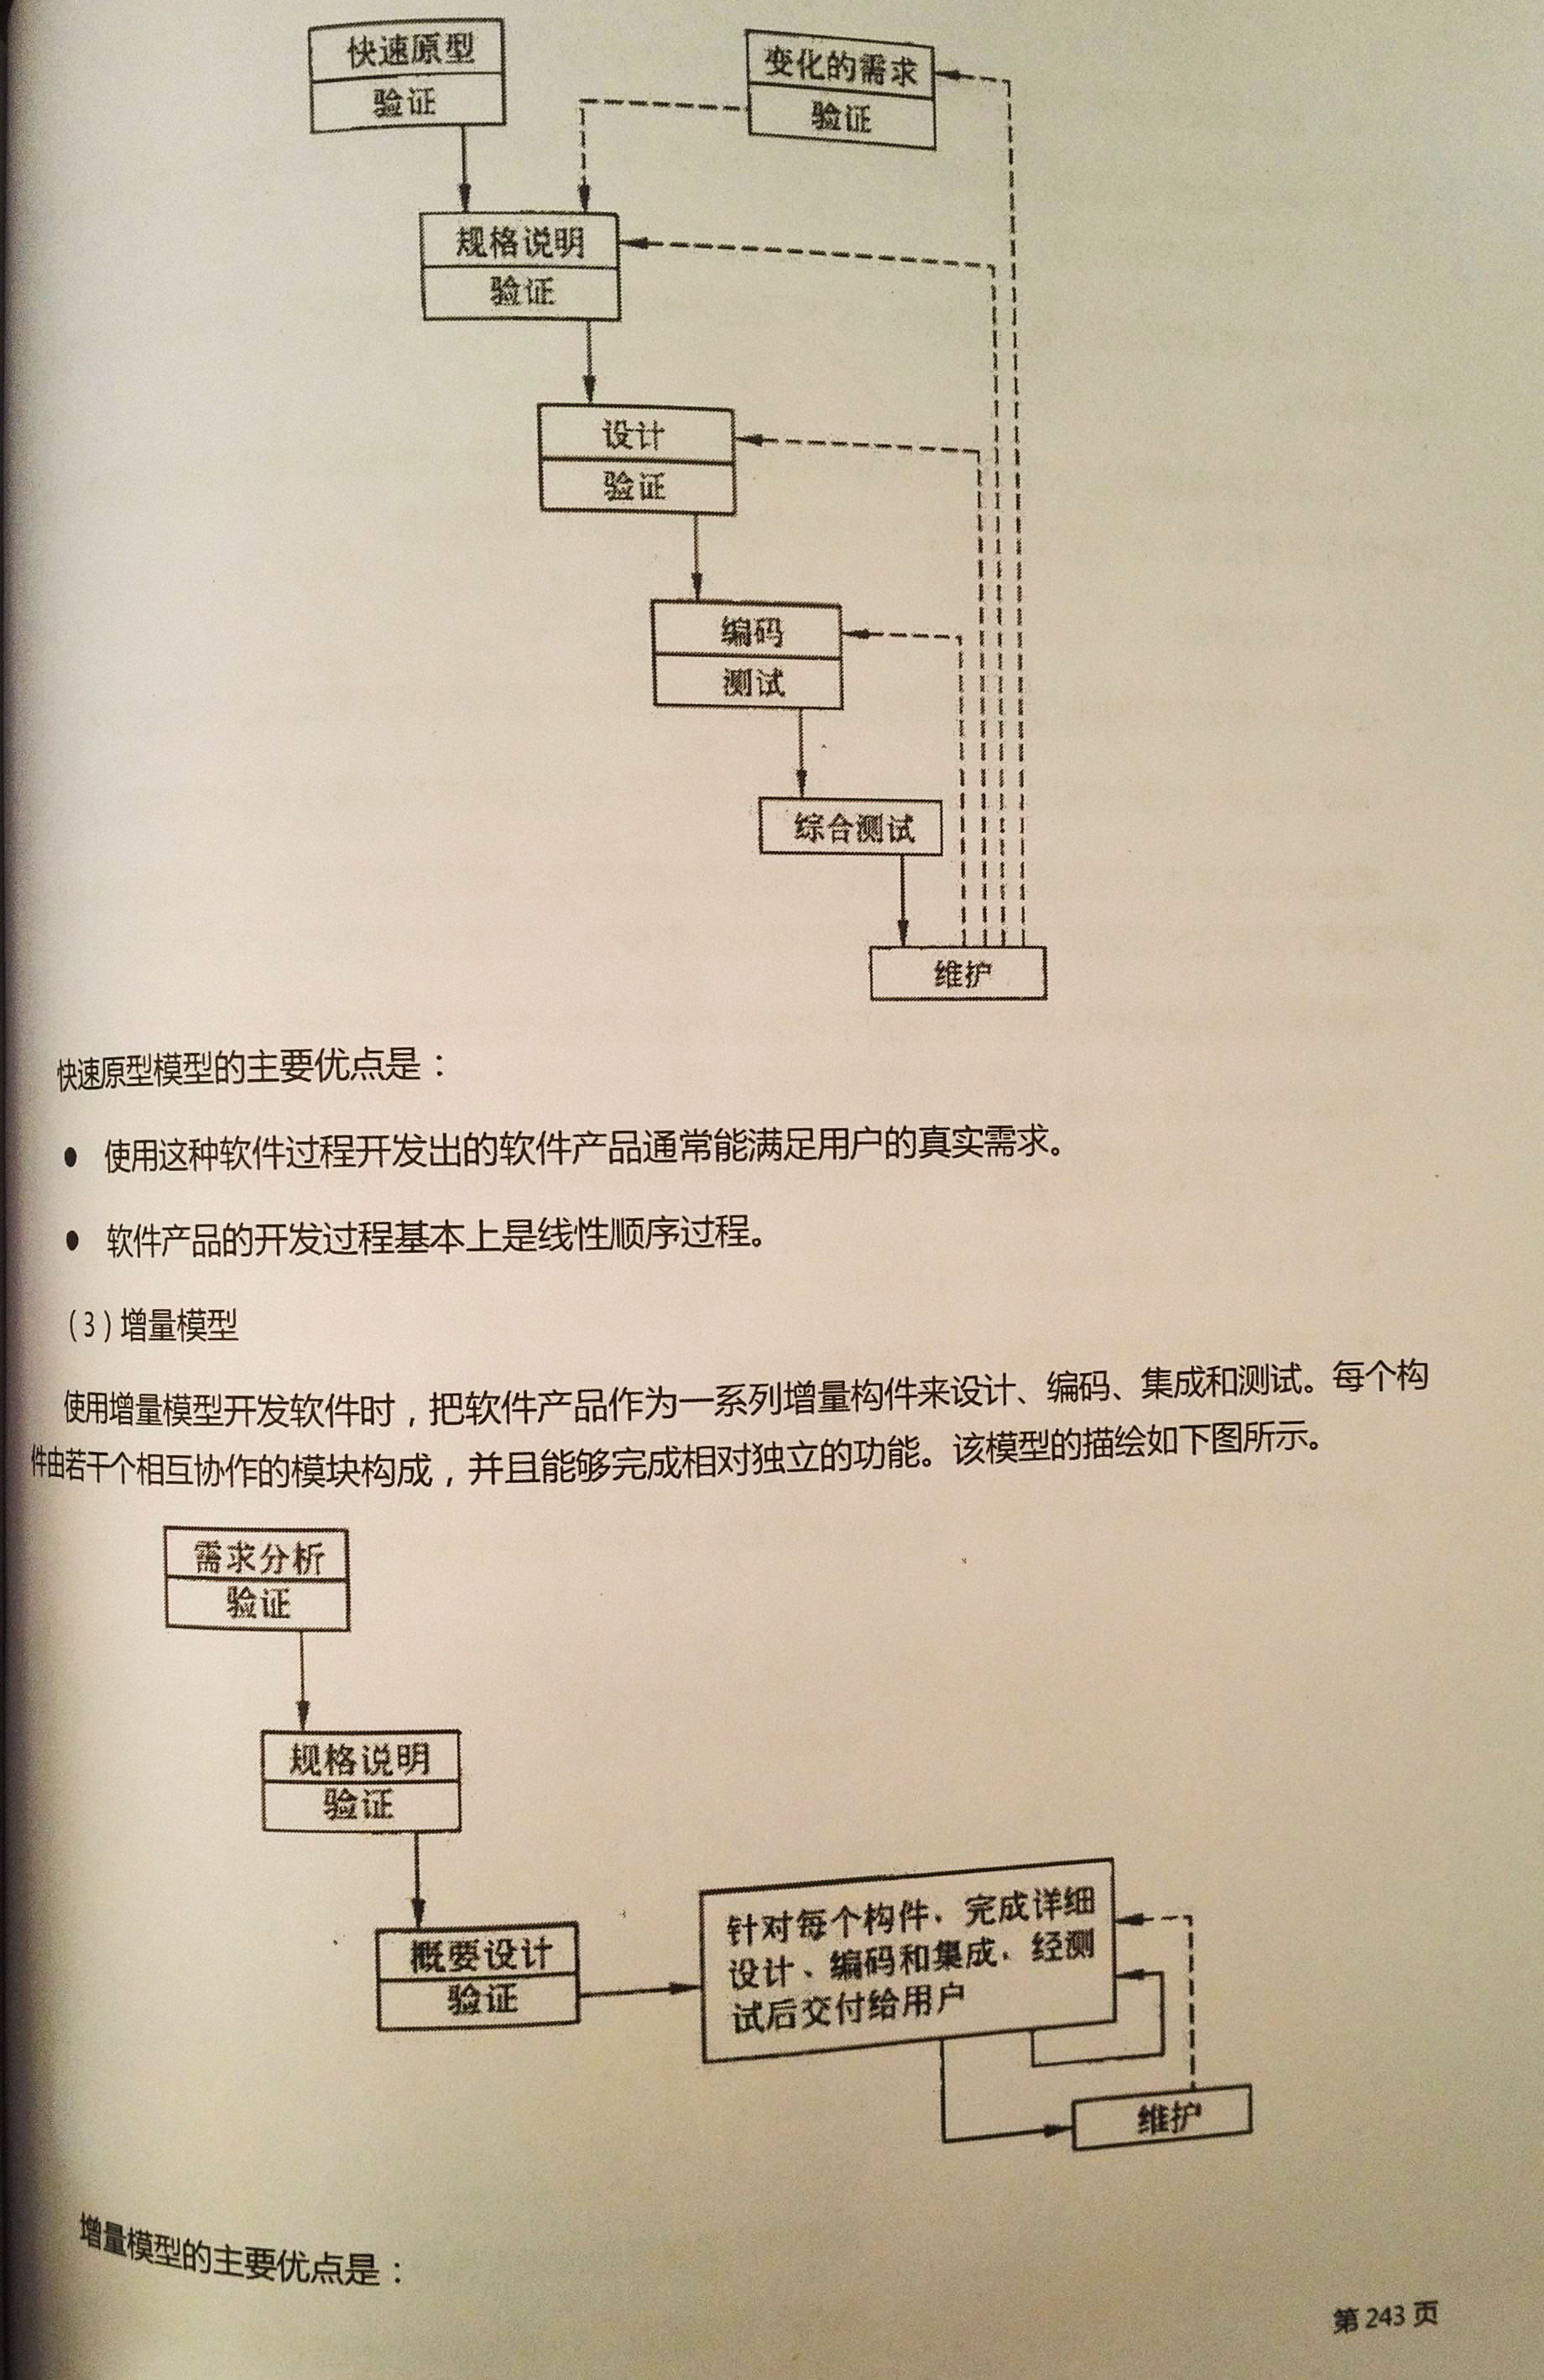 快速原型
验证
变化的需求
验证
规格说明
验证
设计
验证
编码
测试
综合测试
维护
快速原型模型的主要优点是：
● 使用这种软件过程开发出的软件产品通常能满足用户的真实需求。
● 软件产品的开发过程基本上是线性顺序过程。
（3）增量模型
使用增量模型开发软件时，把软件产品作为一系列增量构件来设计、编码、集成和测试。每个构
件由若干个相互协作的模块构成，并且能够完成相对独立的功能。该模型的描绘如下图所示。
需求分析
验证
规格说明
验证
概要设计
验证
针对每个构件、完成详细
设计、编码和集成、经测
试后交付给用户
维护
增量模型的主要优点是：
第 243 页